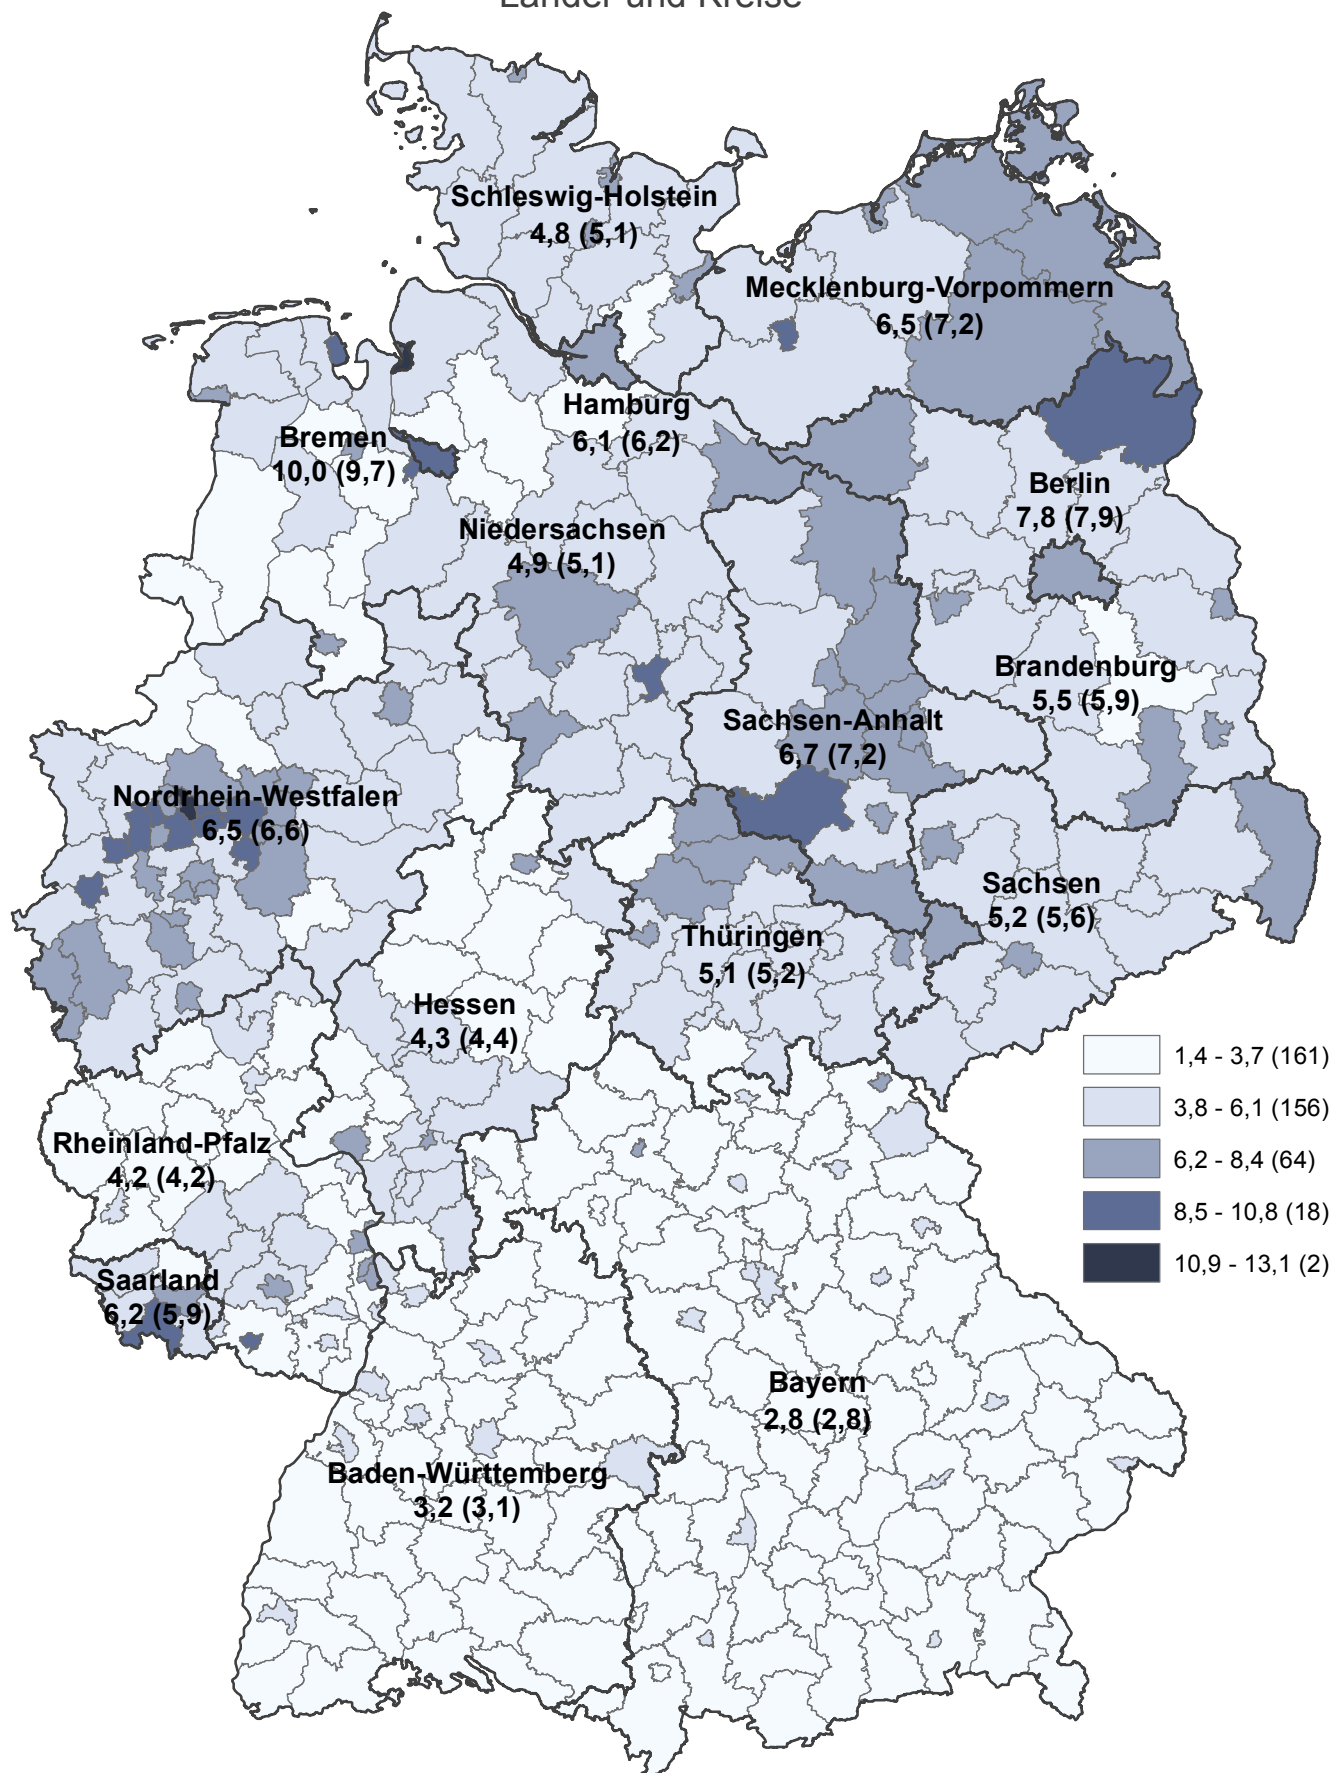 Länder und Kreise
Schleswig-Holstein
4,8 (5,1)
Mecklenburg-Vorpommern
6,5 (7,2)
Hamburg
6,1 (6,2)
Bremen
10,0 (9,7)
Berlin
7,8 (7,9)
Niedersachsen
4,9 (5,1)
Brandenburg
5,5 (5,9)
Sachsen-Anhalt
6,7 (7,2)
Nordrhein-Westfalen
6,5 (6,6)
Sachsen
5,2 (5,6)
Thüringen
5,1 (5,2)
Hessen
4,3 (4,4)
1,4 - 3,7 (161)
3,8 - 6,1 (156)
6,2 - 8,4 (64)
8,5 - 10,8 (18)
10,9 - 13,1 (2)
Rheinland-Pfalz
4,2 (4,2)
Saarland
6,2 (5,9)
Bayern
2,8 (2,8)
Baden-Württemberg
3,2 (3,1)